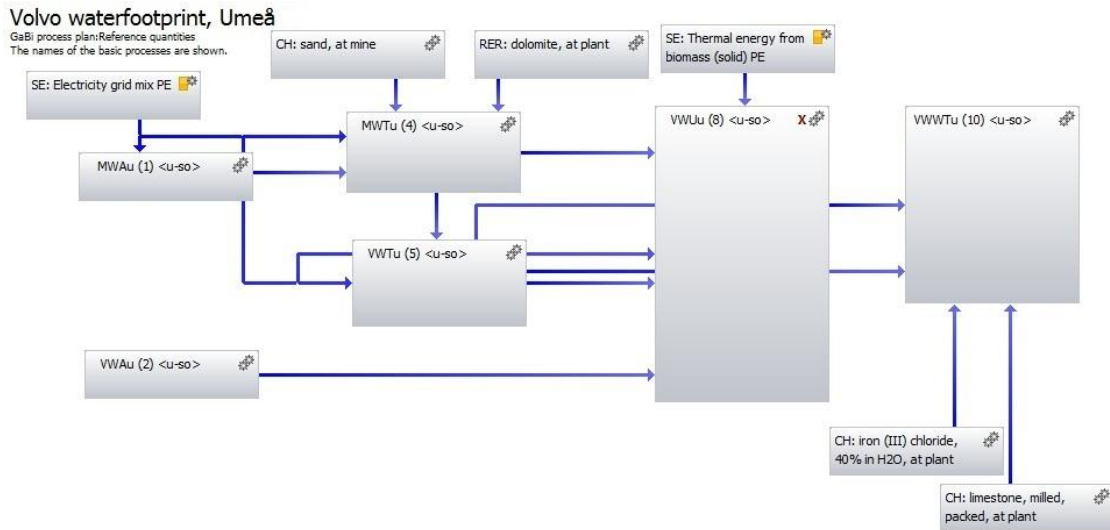 Volvo waterfootprint, Umeå
GaBi process plan:Reference quantities
The names of the basic processes are shown.
CH: sand, at mine
RER: dolomite, at plant
SE: Thermal energy from
biomass (solid) PE
SE: Electricity grid mix PE
MWTu (4) <u-so>
VWUu (8) <u-so>
X
VWWTu (10) <u-so>
MWAu (1) <u-so>
VWTu (5) <u-so>
VWAu (2) <u-so>
CH: iron (III) chloride,
40% in H2O, at plant
CH: limestone, milled,
packed, at plant